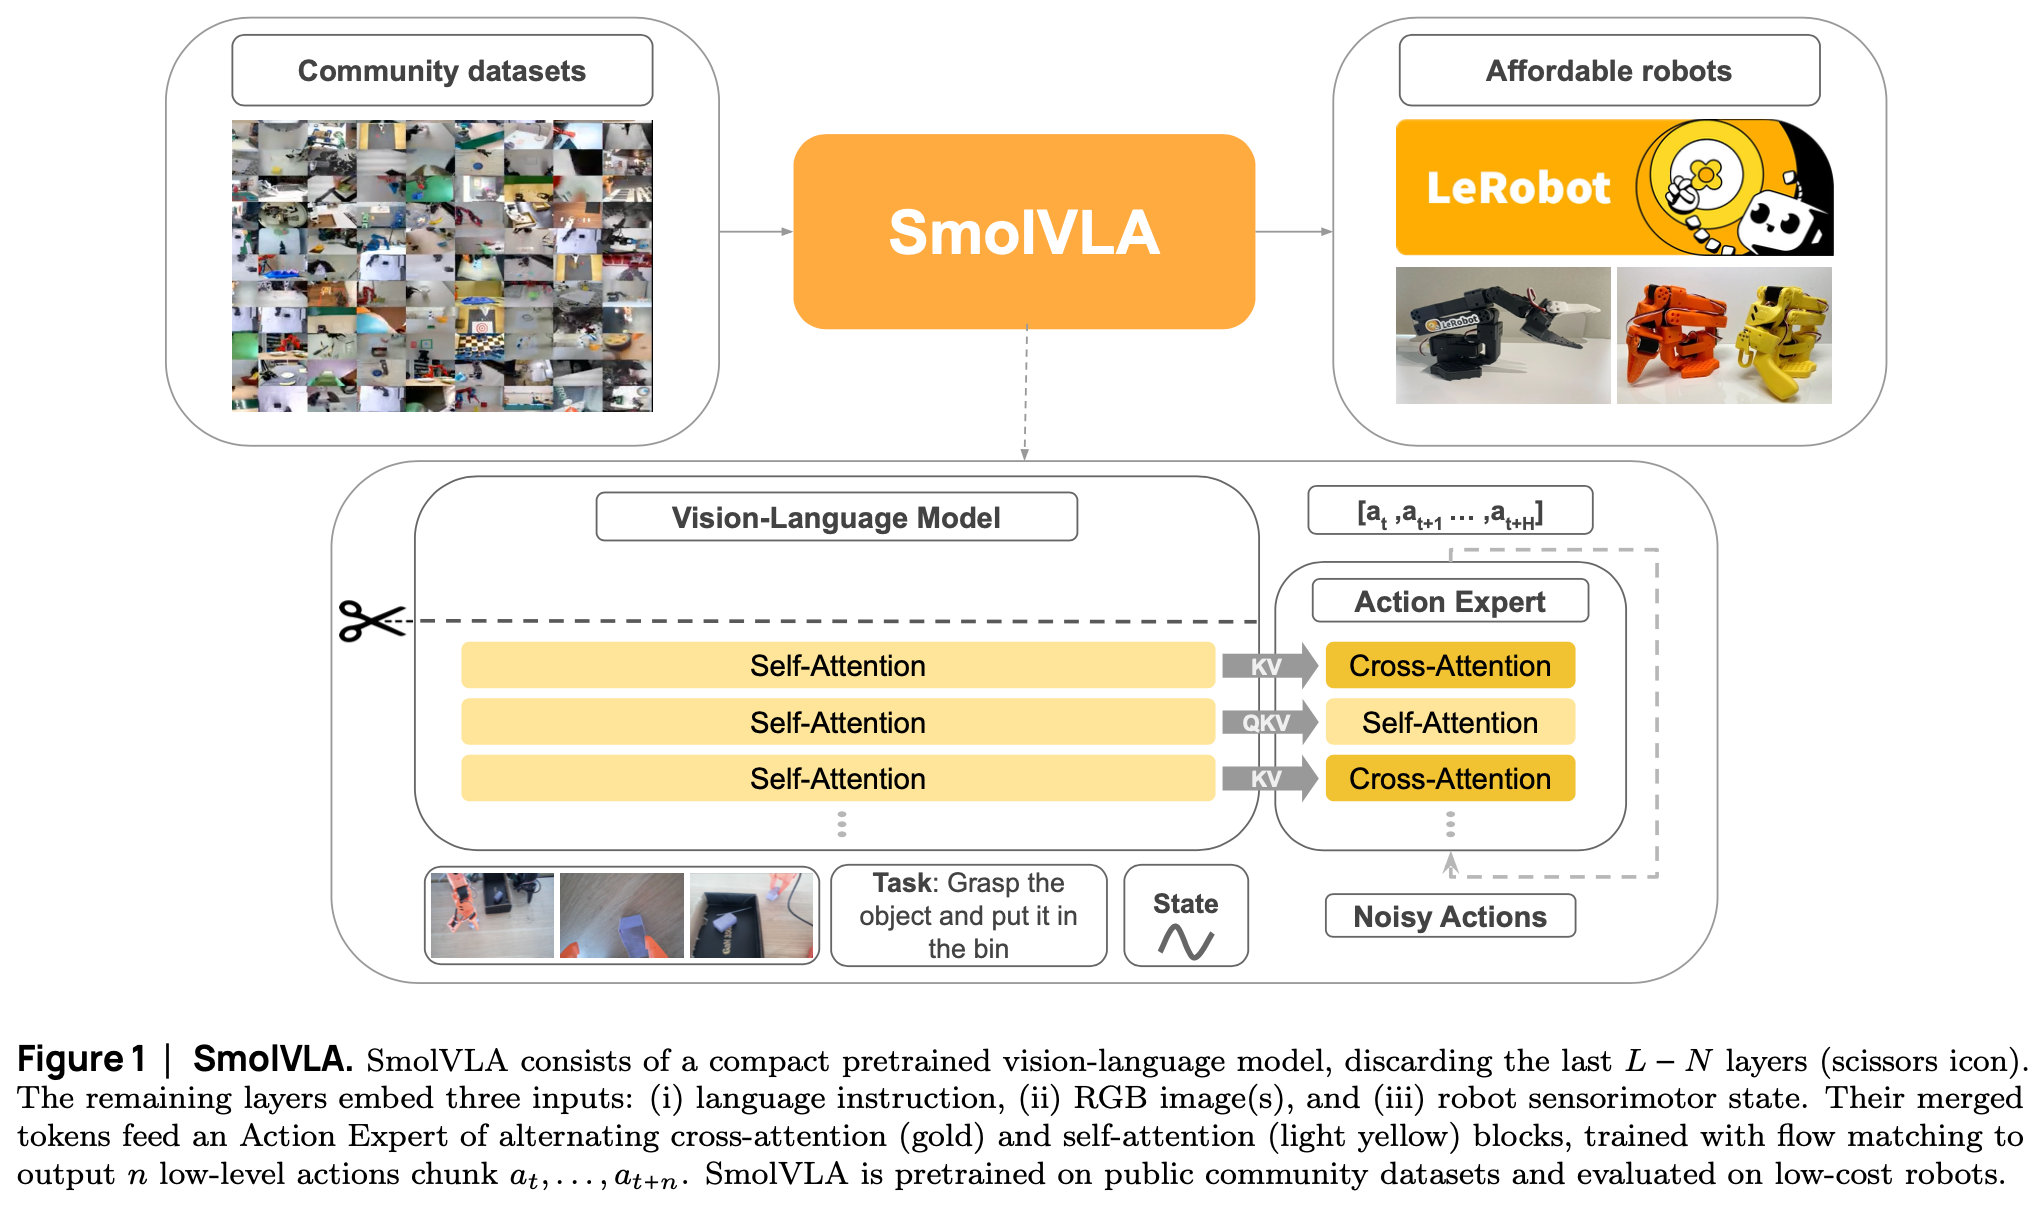 Community datasets
SmolVLA
Affordable robots
LeRobot
LeRobot
Vision-Language Model
[a_t ,a_{t+1} ... ,a_{t+H}]
Action Expert
Self-Attention
KV
Cross-Attention
Self-Attention
QKV
Self-Attention
Self-Attention
KV
Cross-Attention
Task: Grasp the
object and put it in
the bin
State
Noisy Actions
Figure 1 | SmolVLA. SmolVLA consists of a compact pretrained vision-language model, discarding the last L − N layers (scissors icon).
The remaining layers embed three inputs: (i) language instruction, (ii) RGB image(s), and (iii) robot sensorimotor state. Their merged
tokens feed an Action Expert of alternating cross-attention (gold) and self-attention (light yellow) blocks, trained with flow matching to
output n low-level actions chunk a_t, . . . , a_{t+n}. SmolVLA is pretrained on public community datasets and evaluated on low-cost robots.